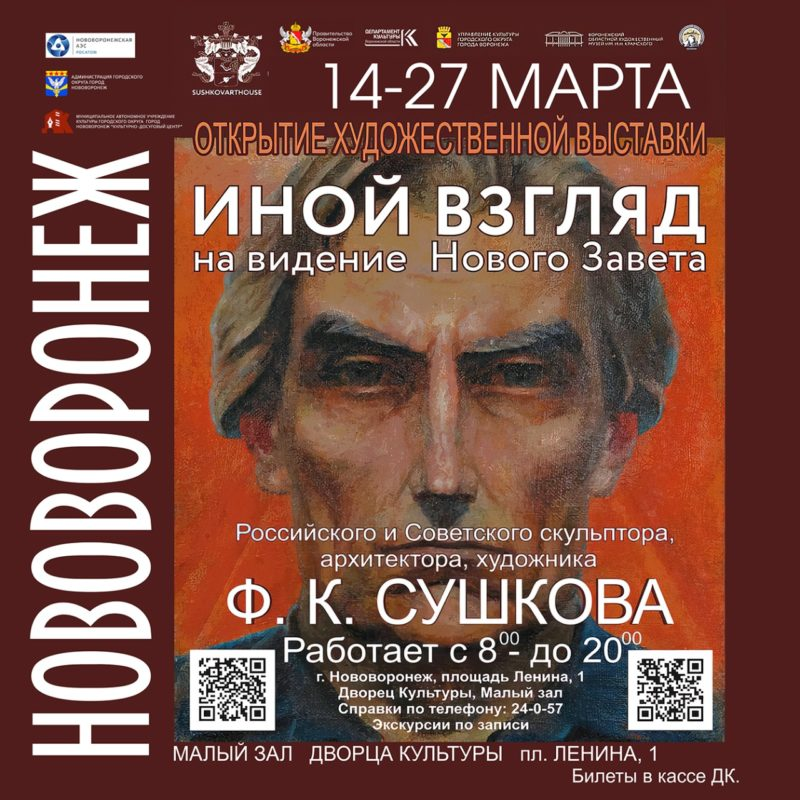 НОВОВОРОНЕЖСКАЯ
АЭС
РОСАТОМ
АДМИНИСТРАЦИЯ ГОРОДСКОГО
ОКРУГА ГОРОД
НОВОВОРОНЕЖ
МУНИЦИПАЛЬНОЕ АВТОНОМНОЕ УЧРЕЖДЕНИЕ
КУЛЬТУРЫ ГОРОДСКОГО ОКРУГА ГОРОД
НОВОВОРОНЕЖ "КУЛЬТУРНО-ДОСУГОВЫЙ ЦЕНТР"
SUSHKOVARTHOUSE
Правительство
Воронежской
области
ДЕПАРТАМЕНТ
КУЛЬТУРЫ
Воронежской области
УПРАВЛЕНИЕ КУЛЬТУРЫ
ГОРОДСКОГО ОКРУГА
ГОРОДА ВОРОНЕЖА
ВОРОНЕЖСКИЙ
ОБЛАСТНОЙ ХУДОЖЕСТВЕННЫЙ
МУЗЕЙ ИМ. И.Н. КРАМСКОГО
14-27 МАРТА
ОТКРЫТИЕ ХУДОЖЕСТВЕННОЙ ВЫСТАВКИ
ИНОЙ ВЗГЛЯД
на видение Нового Завета
НОВОВОРОНЕЖ
Российского и Советского скульптора,
архитектора, художника
Ф. К. СУШКОВА
Работает с 8⁰⁰- до 20⁰⁰
г. Нововоронеж, площадь Ленина, 1
Дворец Культуры, Малый зал
Справки по телефону: 24-0-57
Экскурсии по записи
МАЛЫЙ ЗАЛ ДВОРЦА КУЛЬТУРЫ пл. ЛЕНИНА, 1
Билеты в кассе ДК.